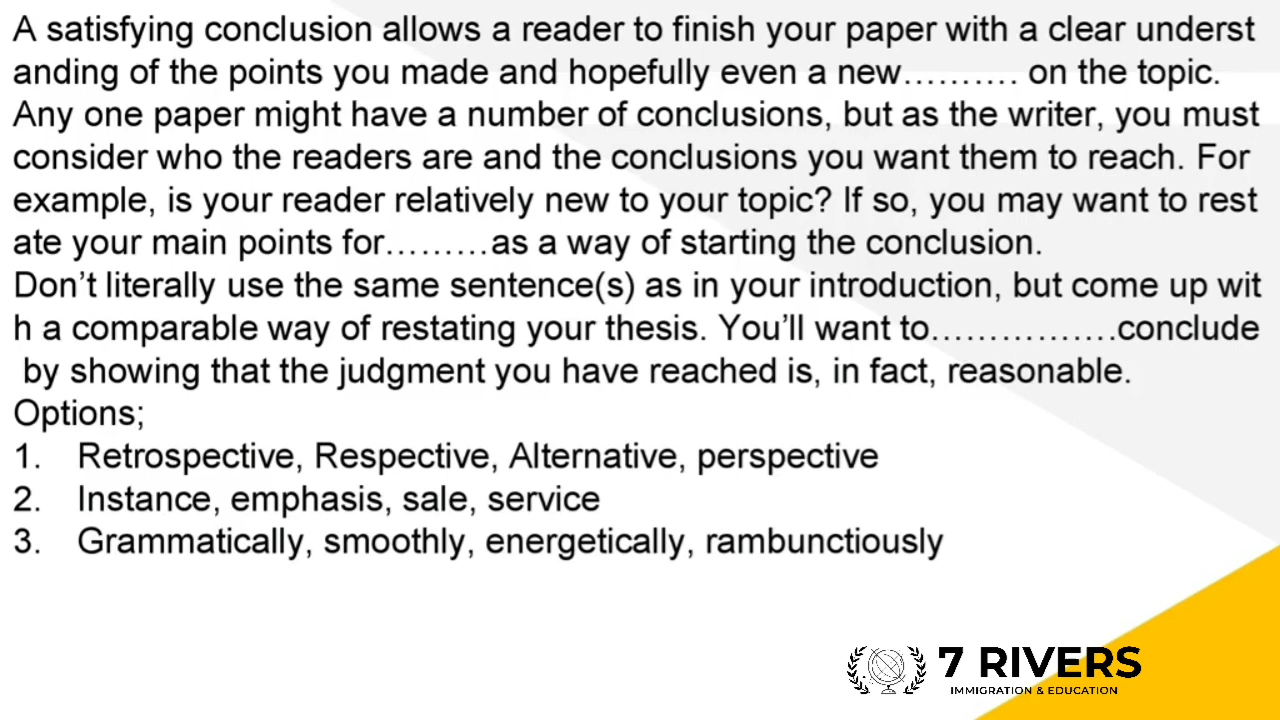 A satisfying conclusion allows a reader to finish your paper with a clear underst
anding of the points you made and hopefully even a new.......... on the topic.
Any one paper might have a number of conclusions, but as the writer, you must
consider who the readers are and the conclusions you want them to reach. For
example, is your reader relatively new to your topic? If so, you may want to rest
ate your main points for.........as a way of starting the conclusion.
Don’t literally use the same sentence(s) as in your introduction, but come up wit
h a comparable way of restating your thesis. You’ll want to................conclude
by showing that the judgment you have reached is, in fact, reasonable.
Options;
1. Retrospective, Respective, Alternative, perspective
2. Instance, emphasis, sale, service
3. Grammatically, smoothly, energetically, rambunctiously
7 RIVERS
IMMIGRATION & EDUCATION